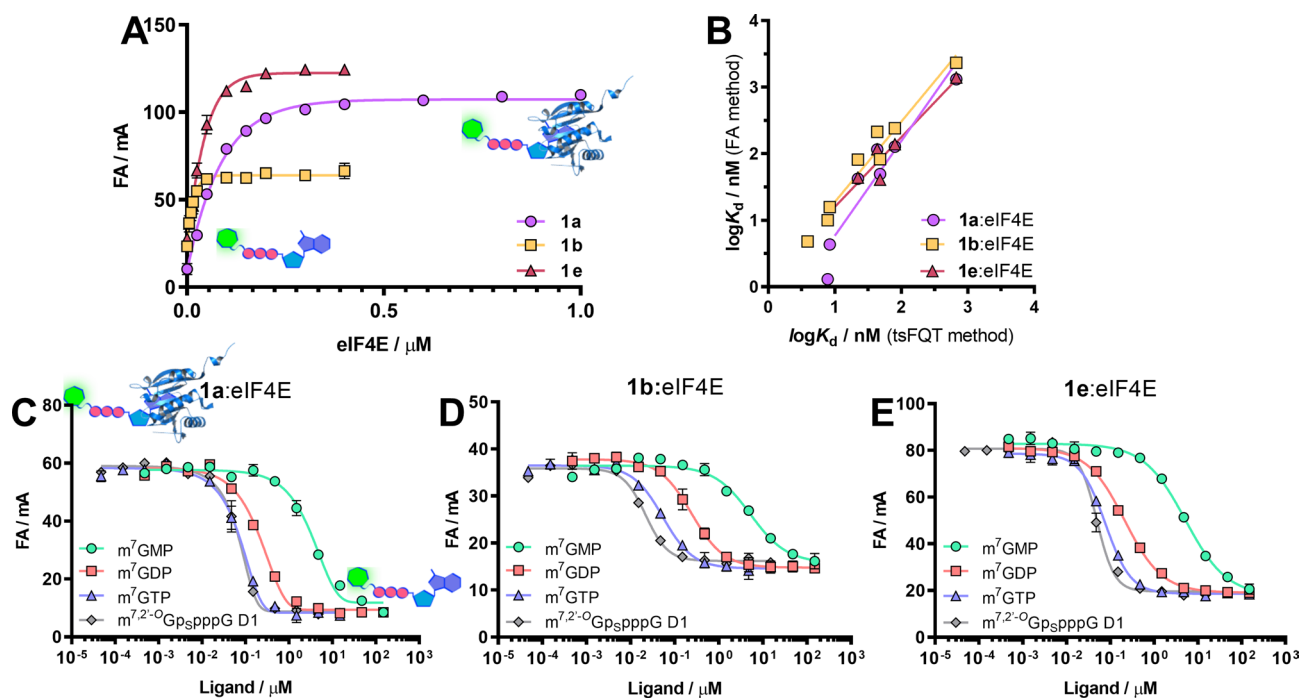 A
FA / mA
150
100
50
0
0.0
0.5
1.0
eIF4E / μM
1a
1b
1e
B
logKd / nM (FA method)
4
3
2
1
0
0
1
2
3
4
logKd / nM (tsFQT method)
1a:eIF4E
1b:eIF4E
1e:eIF4E
C
1a:eIF4E
FA / mA
80
60
40
20
0
10⁻⁵ 10⁻⁴ 10⁻³ 10⁻² 10⁻¹ 10⁰ 10¹ 10² 10³
Ligand / μM
m⁷GMP
m⁷GDP
m⁷GTP
m⁷,²'⁻ᴼGpSpppG D1
D
1b:eIF4E
FA / mA
50
40
30
20
10
0
10⁻⁵ 10⁻⁴ 10⁻³ 10⁻² 10⁻¹ 10⁰ 10¹ 10² 10³
Ligand / μM
m⁷GMP
m⁷GDP
m⁷GTP
m⁷,²'⁻ᴼGpSpppG D1
E
1e:eIF4E
FA / mA
100
80
60
40
20
0
10⁻⁵ 10⁻⁴ 10⁻³ 10⁻² 10⁻¹ 10⁰ 10¹ 10² 10³
Ligand / μM
m⁷GMP
m⁷GDP
m⁷GTP
m⁷,²'⁻ᴼGpSpppG D1